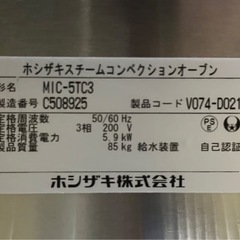 ホシザキスチームコンベクションオーブン
形名 MIC-5TC3
製造番号 C508925 製品コード V074-D021
定格周波数 50/60 Hz
定格電圧 3相 200 V
定格消費電力 5.9 kW
製品質量 85 kg 給水装置 自己認証
PS E
ホシザキ株式会社